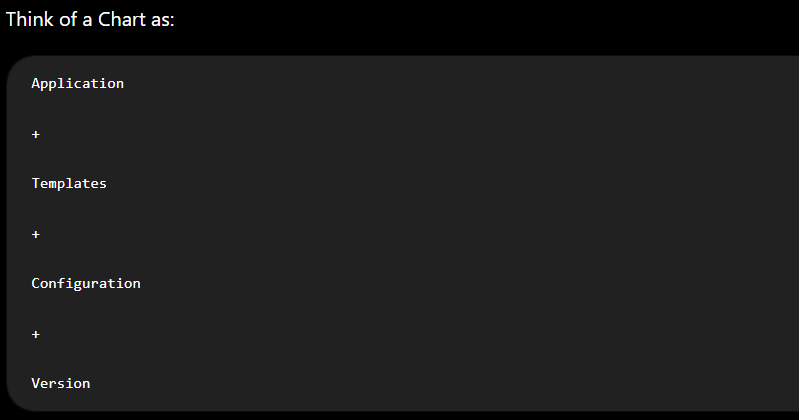 Think of a Chart as:
Application
+
Templates
+
Configuration
+
Version